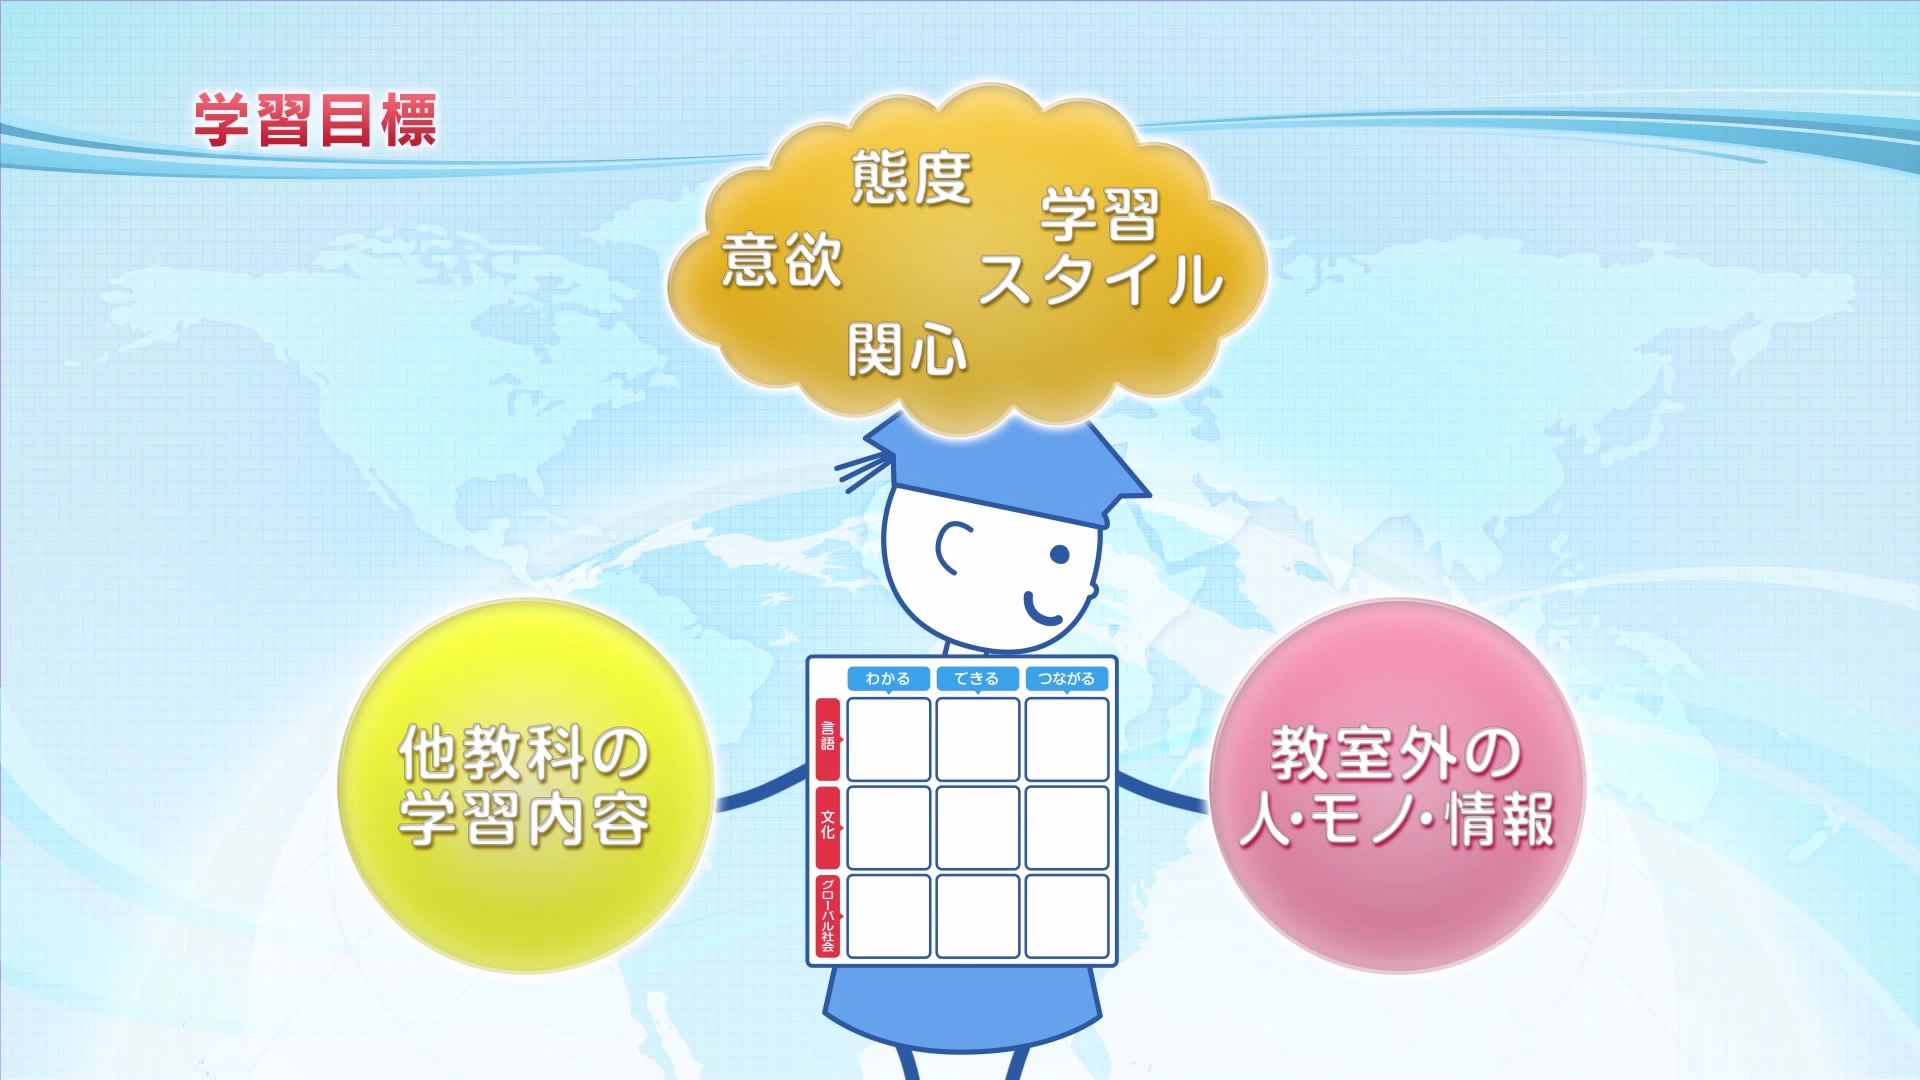 学習目標
態度
学習
スタイル
意欲
関心
他教科の
学習内容
わかる
できる
つながる
言語
文化
グローバル社会
教室外の
人・モノ・情報